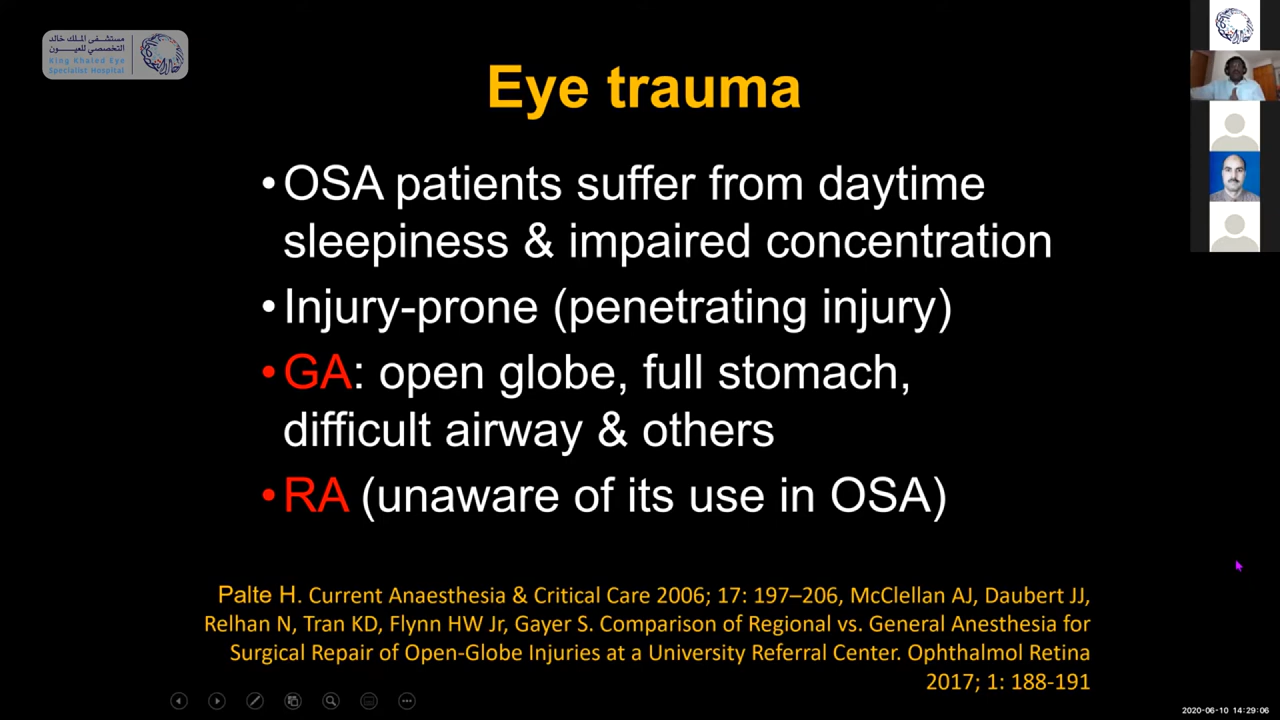 مستشفى الملك خالد
التخصصي للعيون
King Khaled Eye
Specialist Hospital
Eye trauma
•OSA patients suffer from daytime
sleepiness & impaired concentration
•Injury-prone (penetrating injury)
•GA: open globe, full stomach,
difficult airway & others
•RA (unaware of its use in OSA)
Palte H. Current Anaesthesia & Critical Care 2006; 17: 197–206, McClellan AJ, Daubert JJ,
Relhan N, Tran KD, Flynn HW Jr, Gayer S. Comparison of Regional vs. General Anesthesia for
Surgical Repair of Open-Globe Injuries at a University Referral Center. Ophthalmol Retina
2017; 1: 188-191
2020-06-10 14:29:06